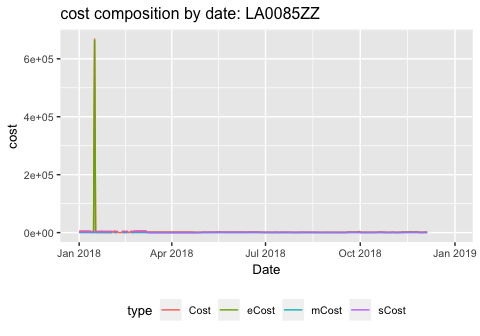 cost composition by date: LA0085ZZ
6e+05
4e+05
2e+05
0e+00
cost
Jan 2018 Apr 2018 Jul 2018 Oct 2018 Jan 2019
Date
type Cost eCost mCost sCost